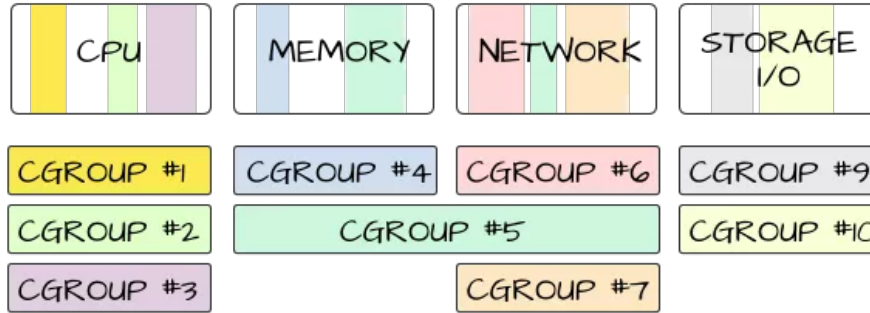 CPU
MEMORY
NETWORK
STORAGE
I/O
CGROUP #1
CGROUP #4
CGROUP #6
CGROUP #9
CGROUP #2
CGROUP #5
CGROUP #10
CGROUP #3
CGROUP #7